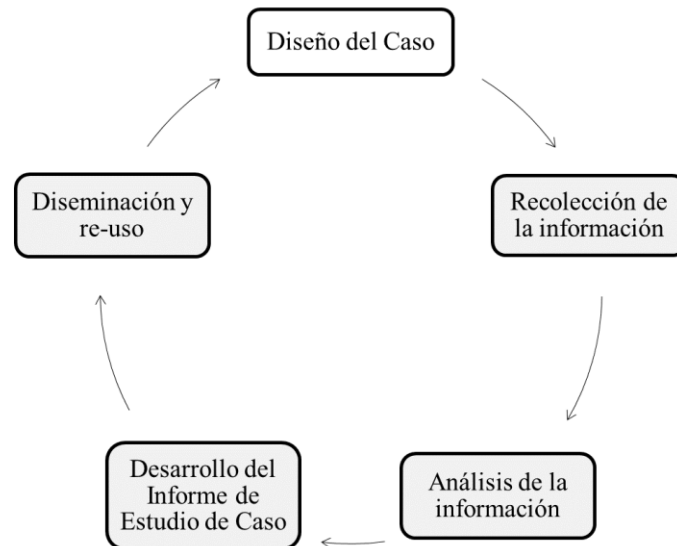 Diseño del Caso
Recolección de
la información
Análisis de la
información
Desarrollo del
Informe de
Estudio de Caso
Diseminación y
re-uso